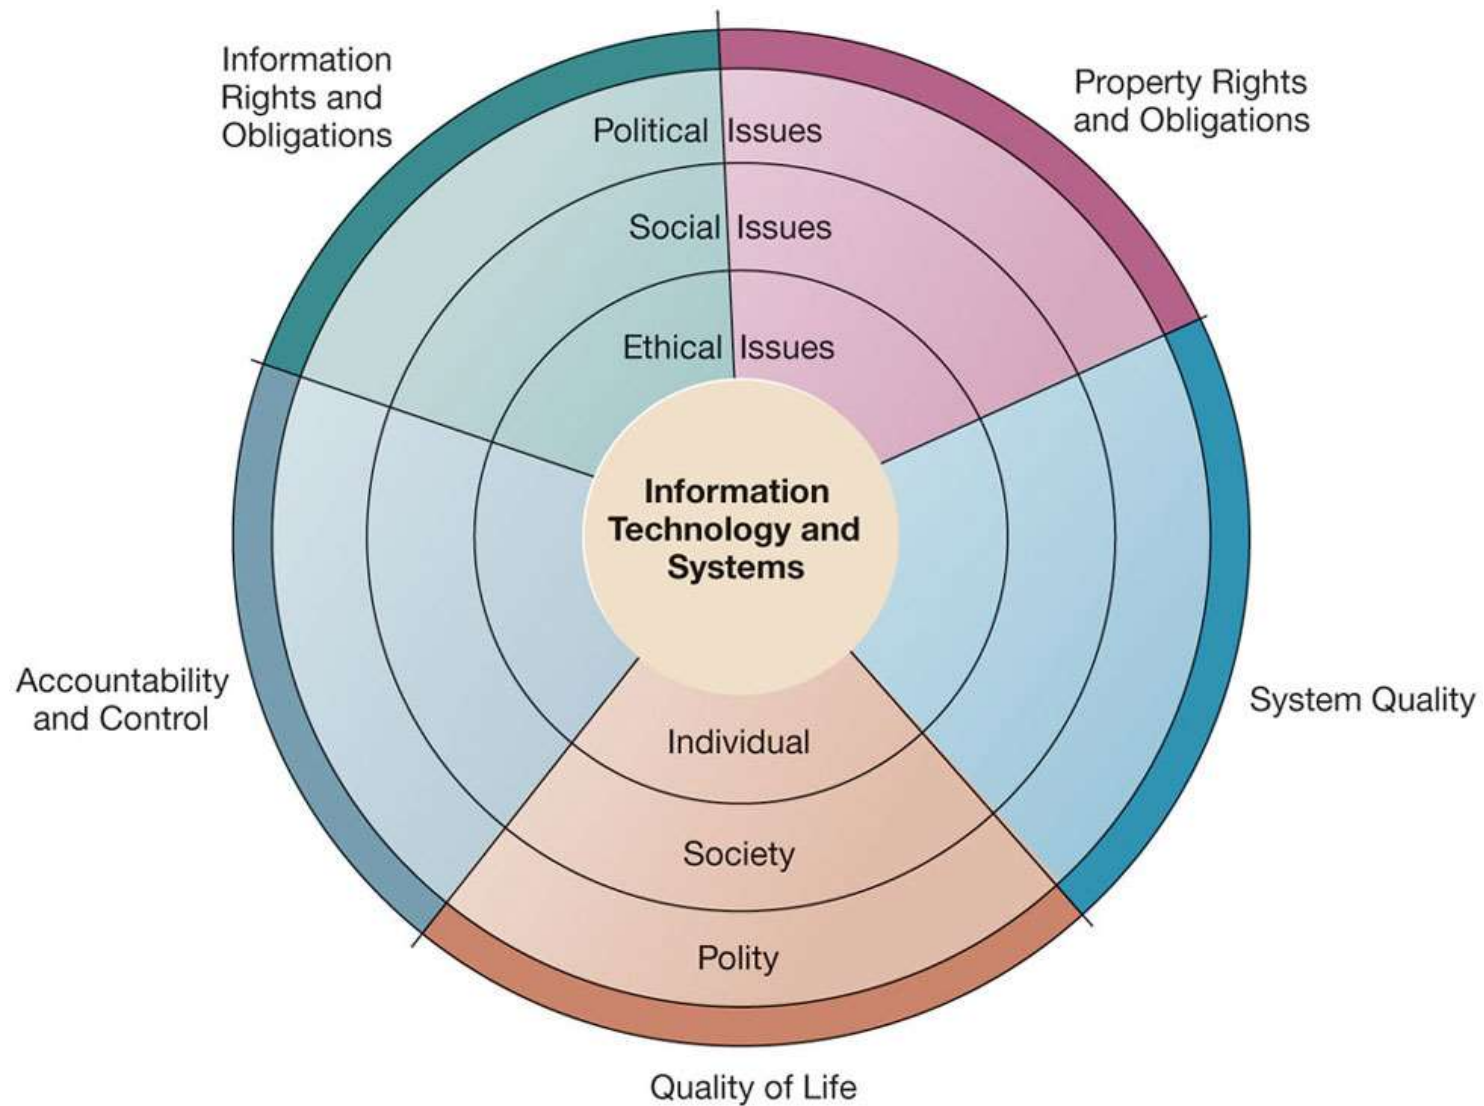 Information
Rights and
Obligations
Property Rights
and Obligations
Political Issues
Social Issues
Ethical Issues
Information
Technology and
Systems
Accountability
and Control
System Quality
Individual
Society
Polity
Quality of Life